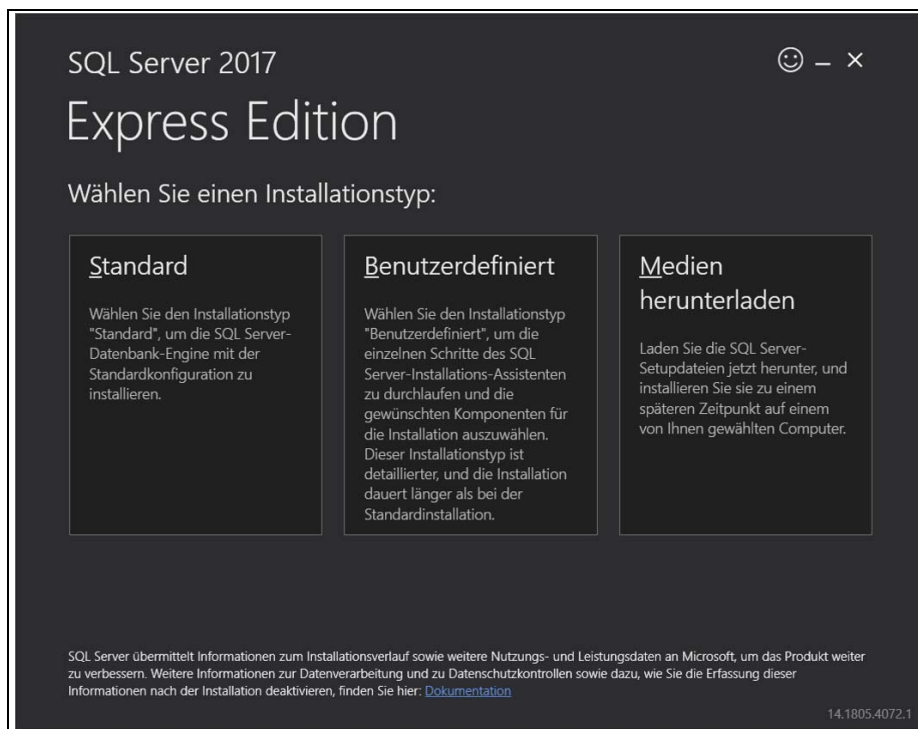 SQL Server 2017
Express Edition
Wählen Sie einen Installationstyp:
Standard
Wählen Sie den Installationstyp
"Standard", um die SQL Server-
Datenbank-Engine mit der
Standardkonfiguration zu
installieren.
Benutzerdefiniert
Wählen Sie den Installationstyp
"Benutzerdefiniert", um die
einzelnen Schritte des SQL
Server-Installations-Assistenten
zu durchlaufen und die
gewünschten Komponenten für
die Installation auszuwählen.
Dieser Installationstyp ist
detaillierter, und die Installation
dauert länger als bei der
Standardinstallation.
Medien
herunterladen
Laden Sie die SQL Server-
Setupdateien jetzt herunter, und
installieren Sie sie zu einem
späteren Zeitpunkt auf einem
von Ihnen gewählten Computer.
SQL Server übermittelt Informationen zum Installationsverlauf sowie weitere Nutzungs- und Leistungsdaten an Microsoft, um das Produkt weiter
zu verbessern. Weitere Informationen zur Datenverarbeitung und zu Datenschutzkontrollen sowie dazu, wie Sie die Erfassung dieser
Informationen nach der Installation deaktivieren, finden Sie hier: Dokumentation
14.1805.4072.1